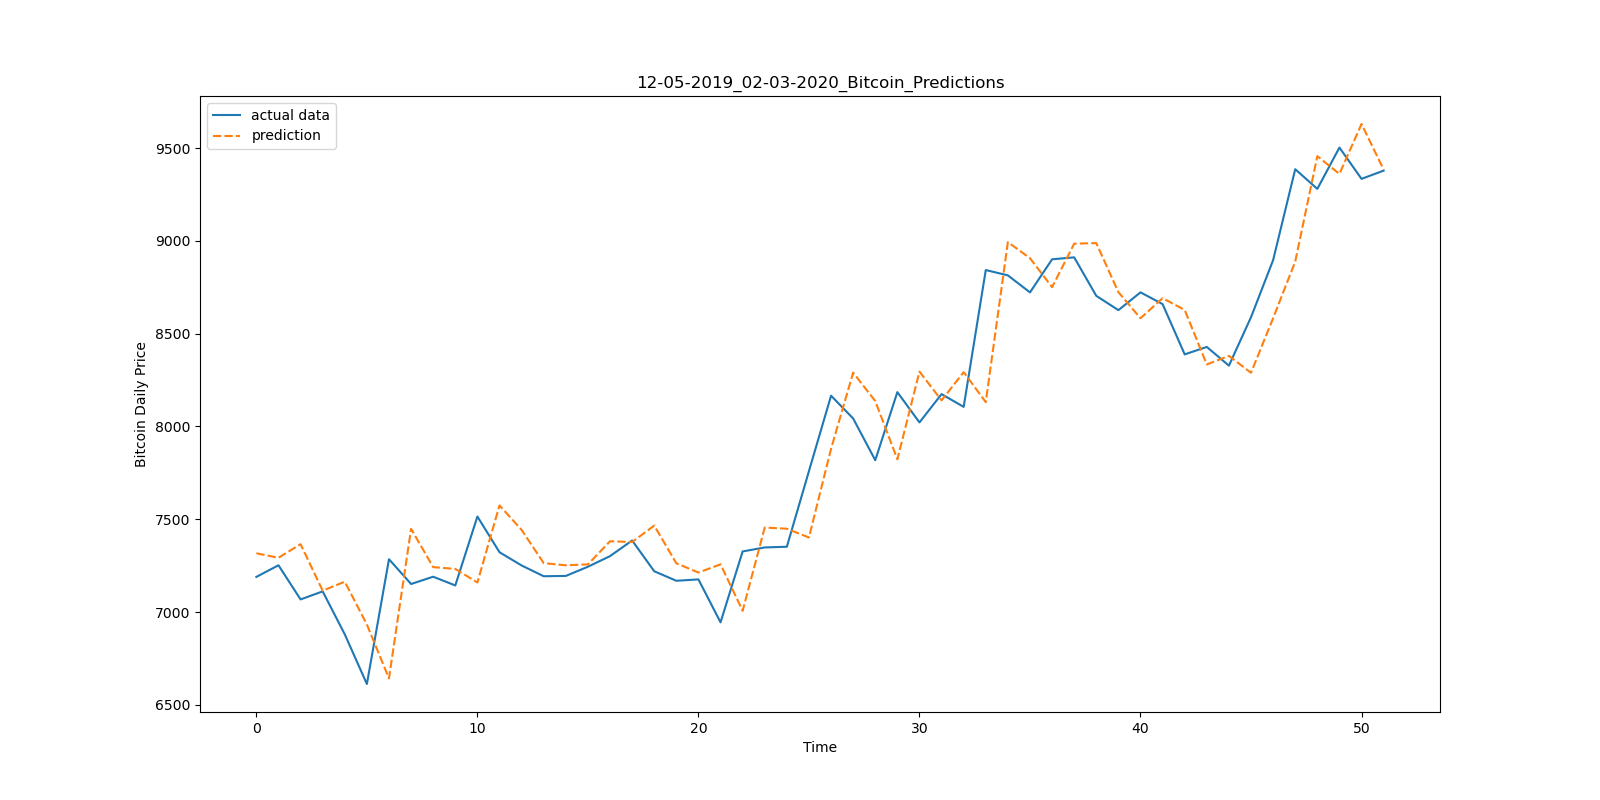 12-05-2019_02-03-2020_Bitcoin_Predictions
actual data
prediction
9500
9000
8500
8000
7500
7000
6500
Bitcoin Daily Price
0 10 20 30 40 50
Time